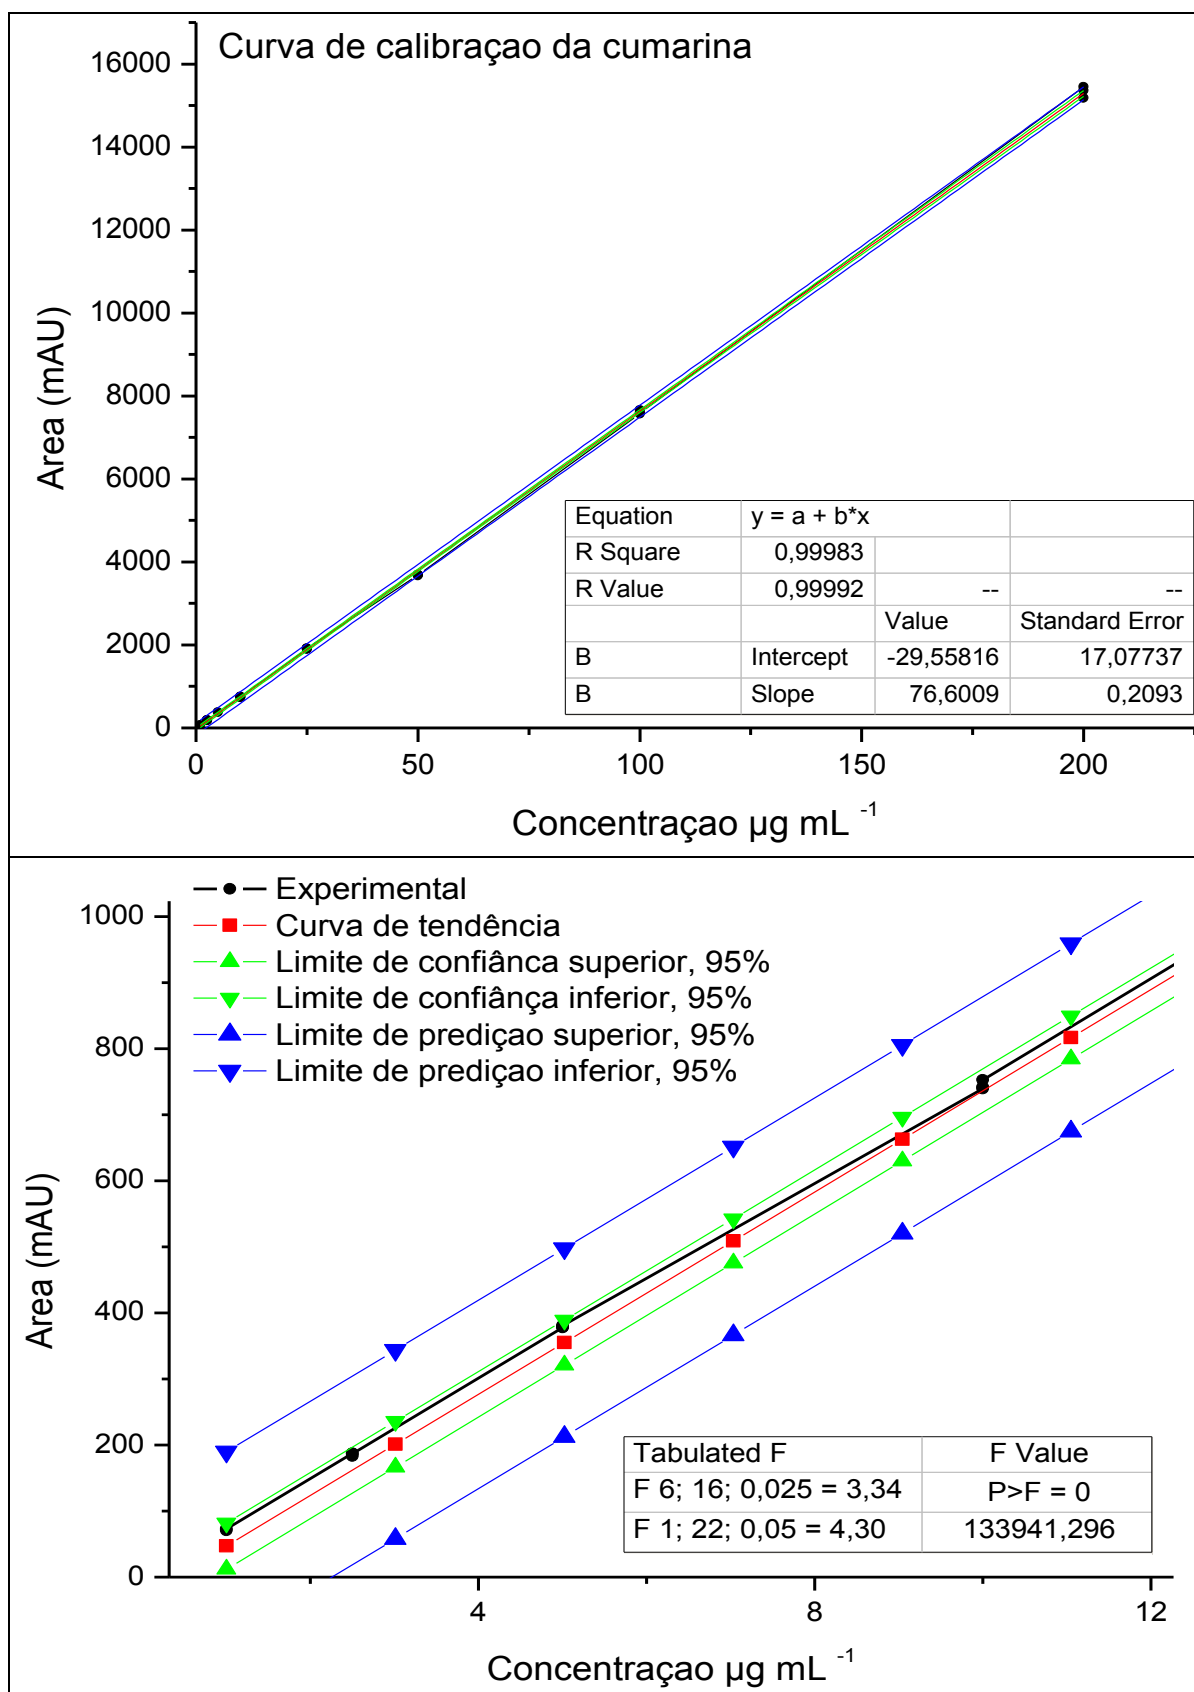 Curva de calibraçao da cumarina
16000
14000
12000
10000
8000
6000
4000
2000
0
Area (mAU)
Equation y = a + b*x
R Square 0,99983
R Value 0,99992 -- --
Value Standard Error
B Intercept -29,55816 17,07737
B Slope 76,6009 0,2093
0 50 100 150 200
Concentraçao µg mL -1
Experimental
Curva de tendência
Limite de confiânca superior, 95%
Limite de confiânça inferior, 95%
Limite de prediçao superior, 95%
Limite de prediçao inferior, 95%
1000
800
600
400
200
0
Area (mAU)
Tabulated F F Value
F 6; 16; 0,025 = 3,34 P>F = 0
F 1; 22; 0,05 = 4,30 133941,296
4 8 12
Concentraçao µg mL -1